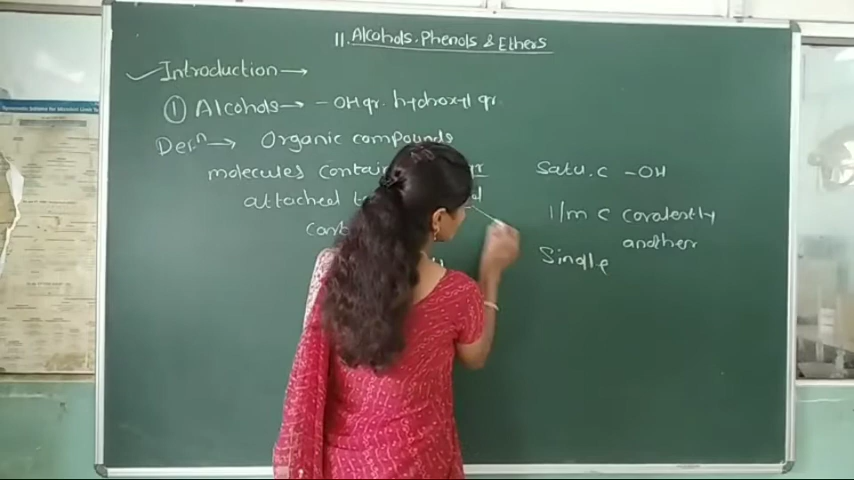 11. Alcohols, Phenols & Ethers
Introduction →
① Alcohols → - OH gr. hydroxyl gr.
Defⁿ → Organic compounds
molecules contain gr
attached
Satu. C - OH
1/m C covalently
another
Single